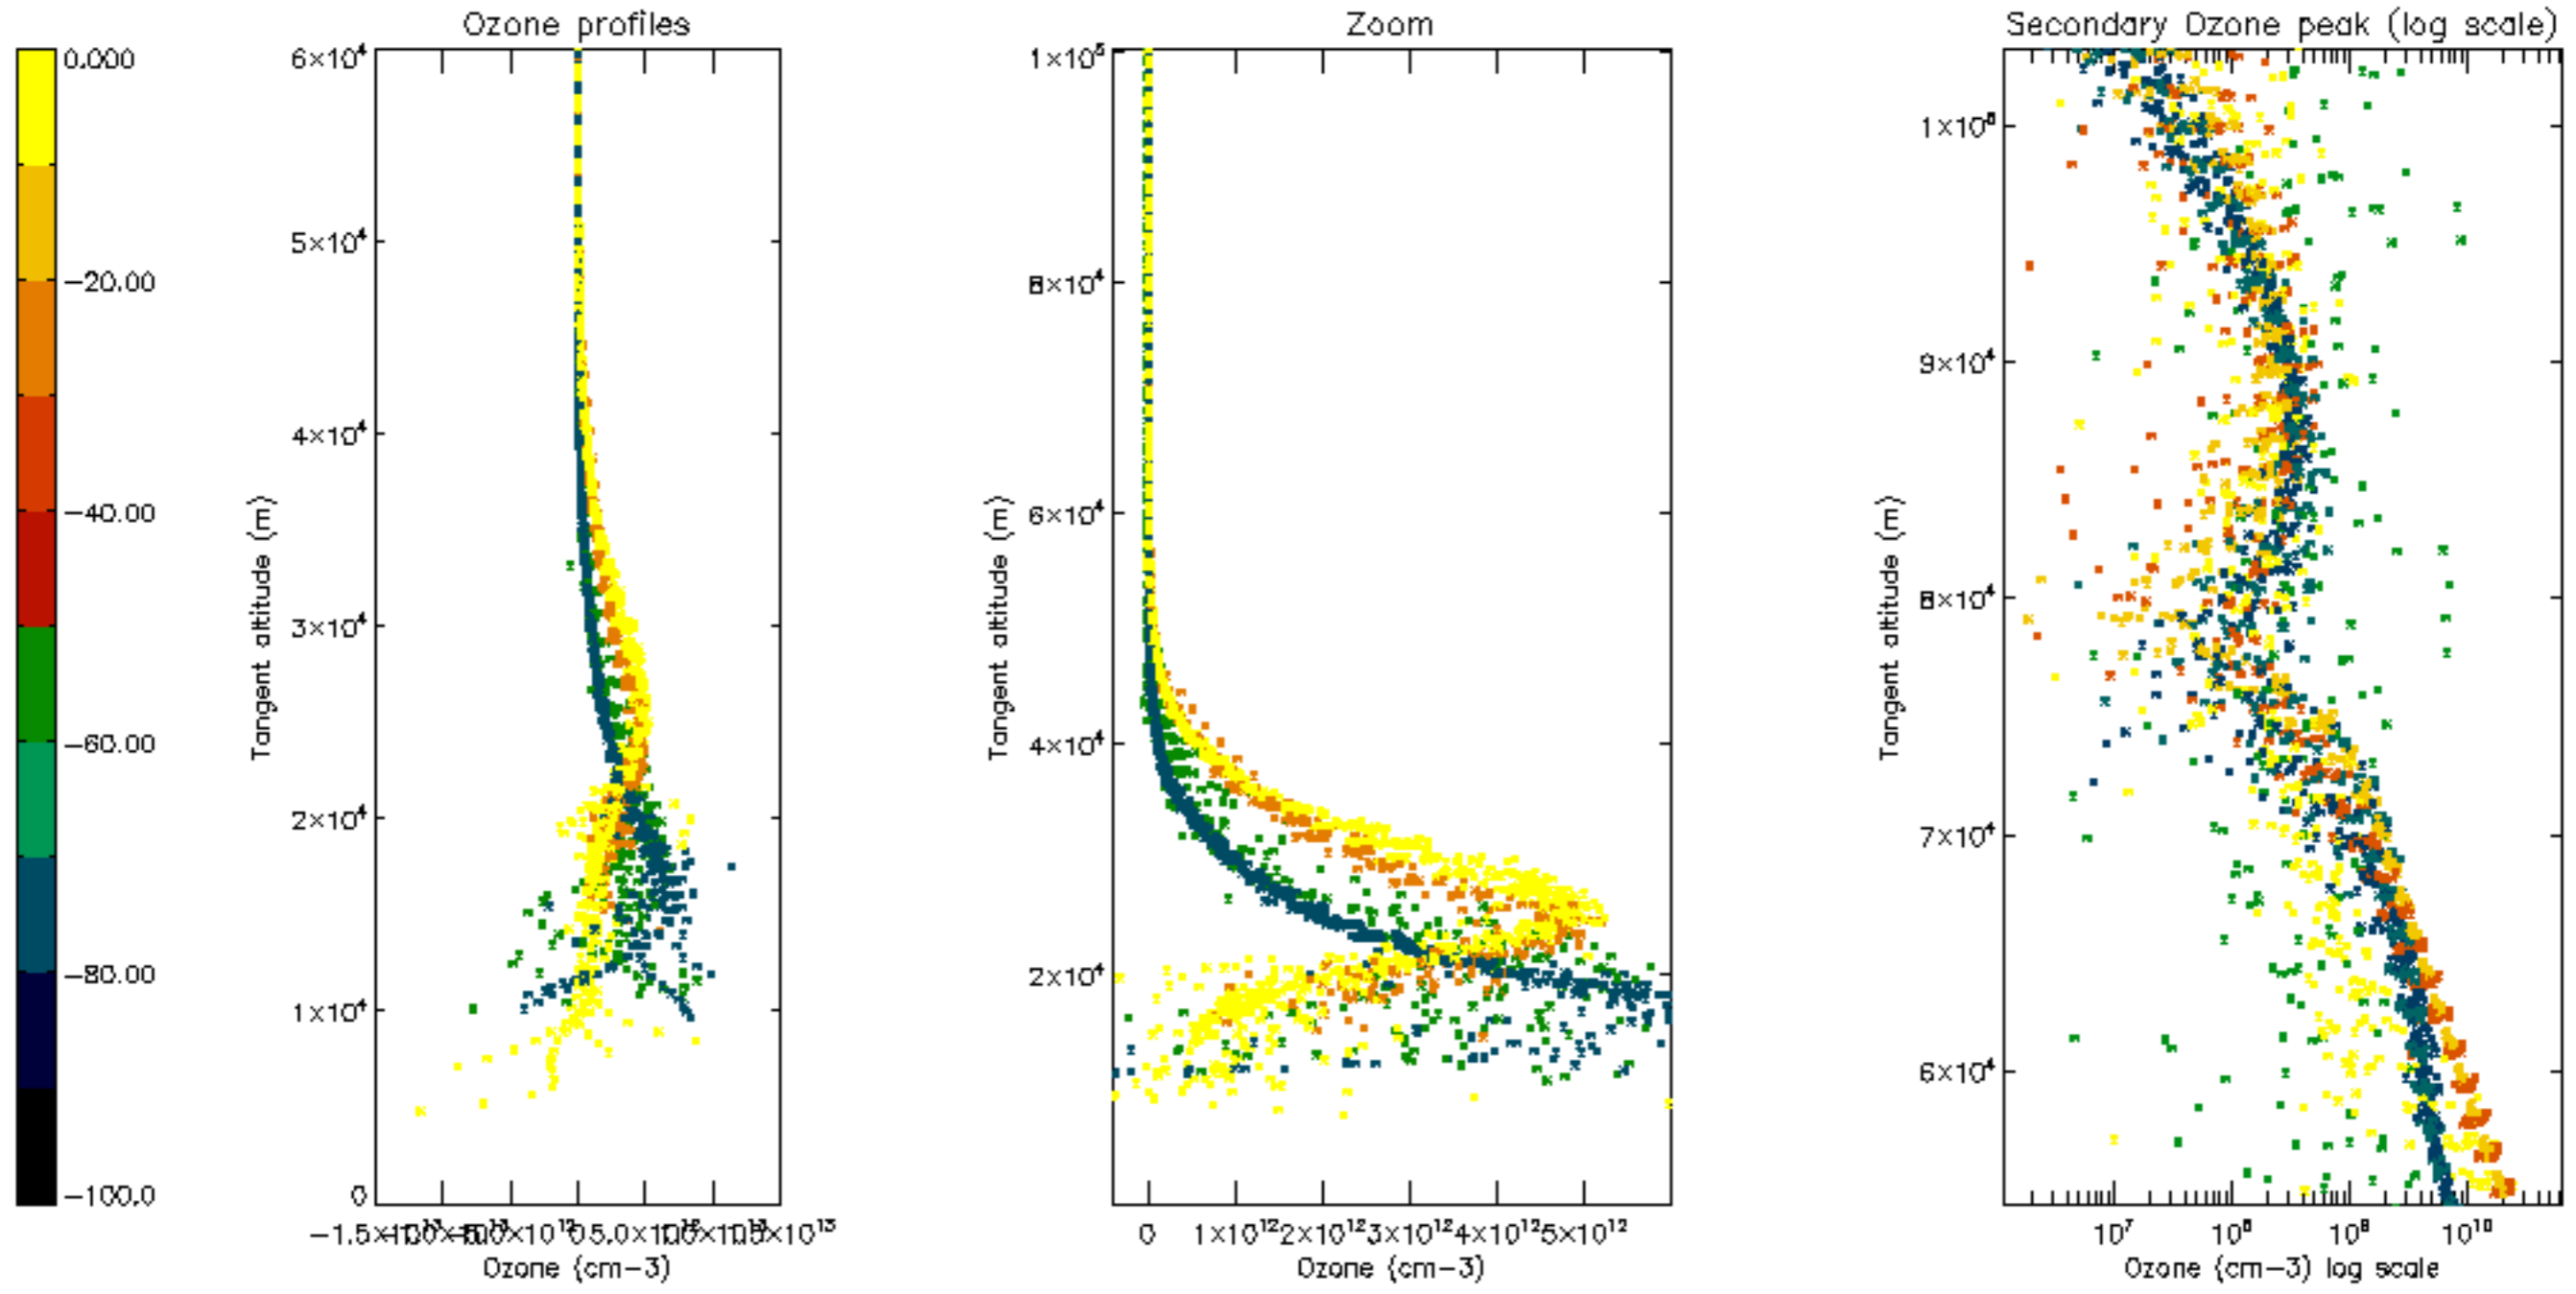 Ozone profiles
Zoom
Secondary Ozone peak (log scale)
0.000
−20.00
−40.00
−60.00
−80.00
−100.0
6×10⁴
5×10⁴
4×10⁴
3×10⁴
2×10⁴
1×10⁴
0
Tangent altitude (m)
Ozone (cm−3)
1×10⁵
8×10⁴
6×10⁴
4×10⁴
2×10⁴
Tangent altitude (m)
0 1×10¹² 2×10¹² 3×10¹² 4×10¹² 5×10¹²
Ozone (cm−3)
1×10⁵
9×10⁴
8×10⁴
7×10⁴
6×10⁴
Tangent altitude (m)
10⁷ 10⁸ 10⁹ 10¹⁰
Ozone (cm−3) log scale